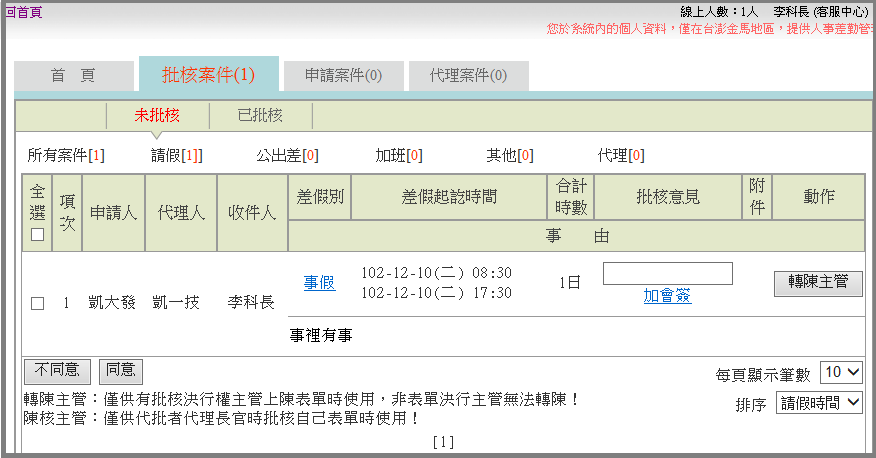 回首頁
線上人數：1人 李科長 (客服中心)
您於系統內的個人資料，僅在台澎金馬地區，提供人事差勤管
首 頁 批核案件(1) 申請案件(0) 代理案件(0)
未批核 已批核
所有案件[1] 請假[1]] 公出差[0] 加班[0] 其他[0] 代理[0]
全選 項次 申請人 代理人 收件人 差假別 差假起訖時間 合計時數 批核意見 附件 動作
事 由
1 凱大發 凱一技 李科長 事假 102-12-10(二) 08:30
102-12-10(二) 17:30 1日 加會簽 轉陳主管
事裡有事
不同意 同意 每頁顯示筆數 10
轉陳主管：僅供有批核決行權主管上陳表單時使用，非表單決行主管無法轉陳！
排序 請假時間
陳核主管：僅供代批者代理長官時批核自己表單時使用！
[1]